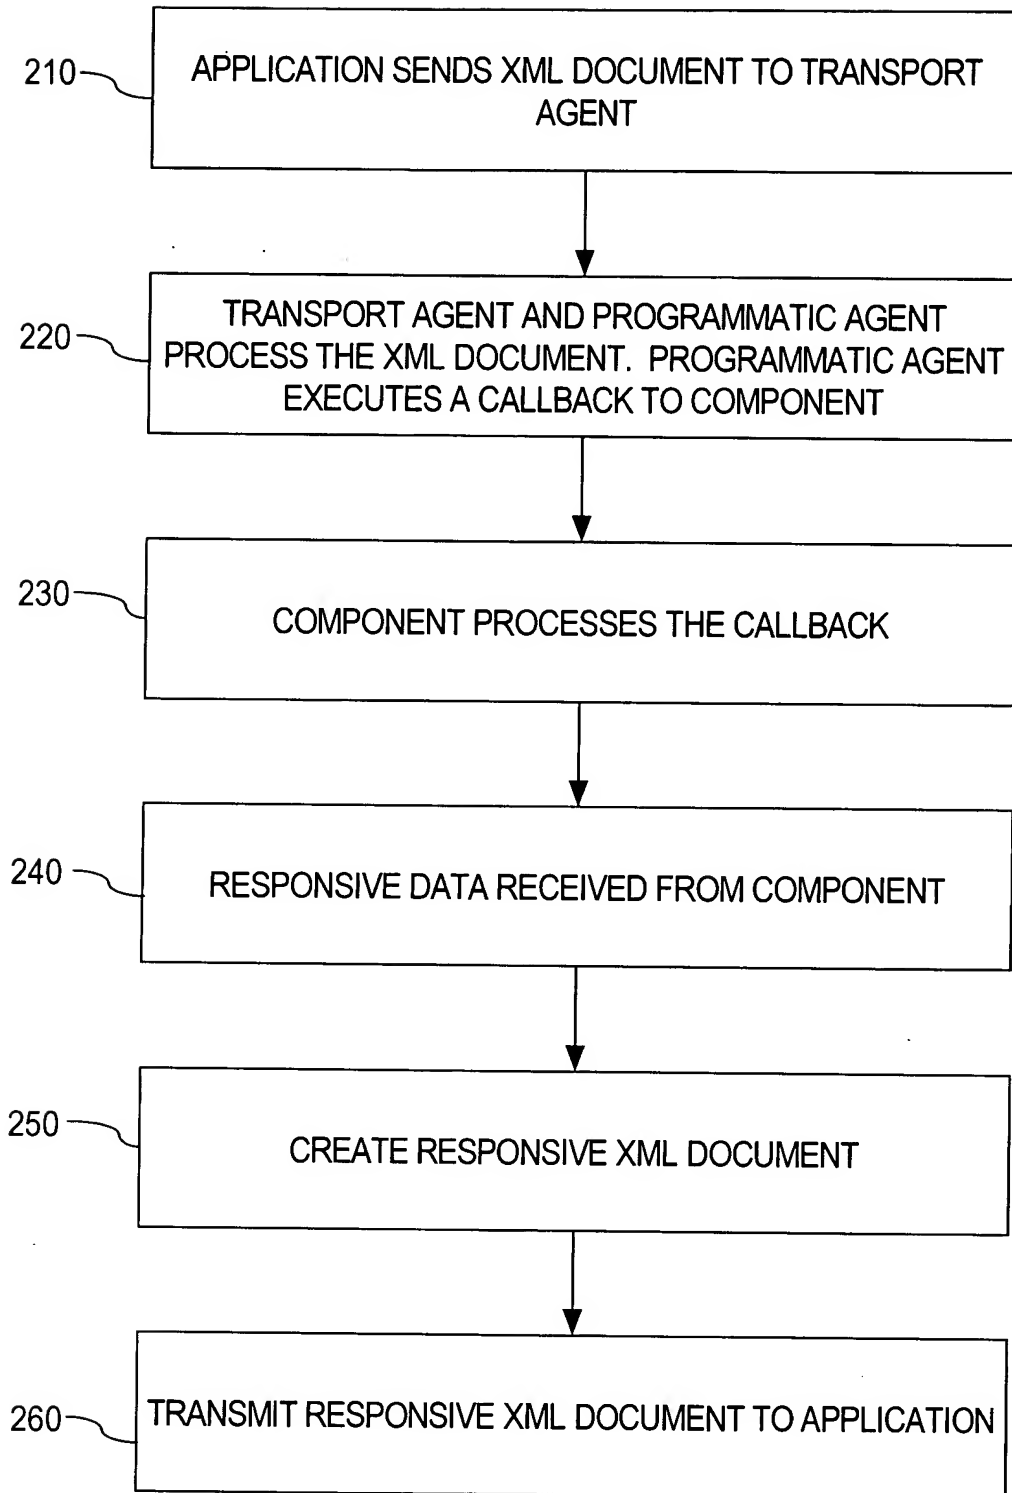 210
APPLICATION SENDS XML DOCUMENT TO TRANSPORT
AGENT
220
TRANSPORT AGENT AND PROGRAMMATIC AGENT
PROCESS THE XML DOCUMENT. PROGRAMMATIC AGENT
EXECUTES A CALLBACK TO COMPONENT
230
COMPONENT PROCESSES THE CALLBACK
240
RESPONSIVE DATA RECEIVED FROM COMPONENT
250
CREATE RESPONSIVE XML DOCUMENT
260
TRANSMIT RESPONSIVE XML DOCUMENT TO APPLICATION